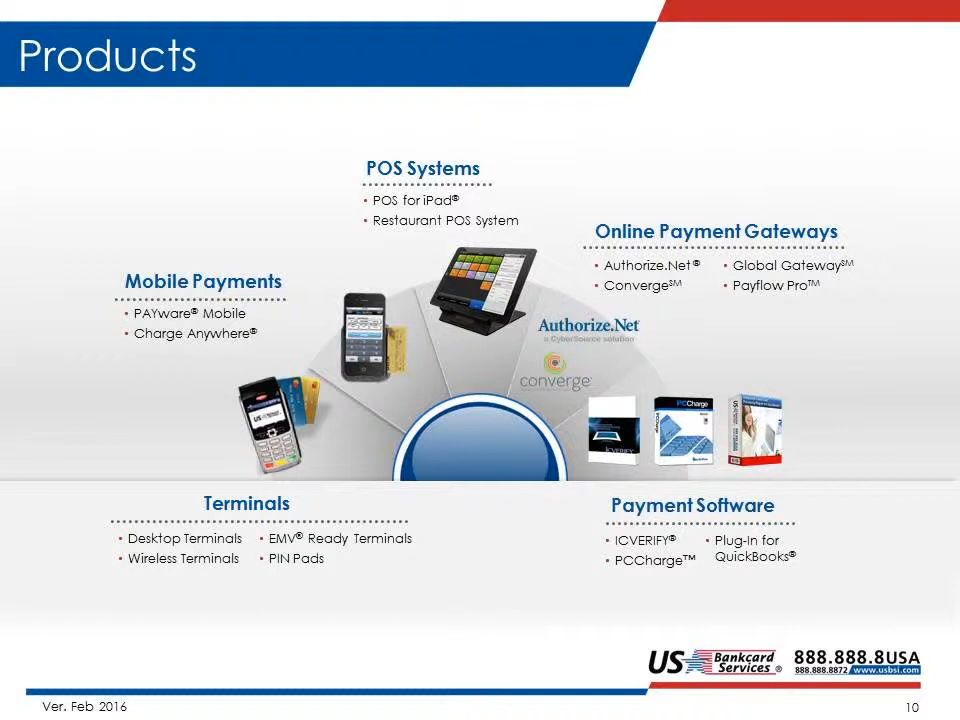 Products
POS Systems
• POS for iPad®
• Restaurant POS System
Online Payment Gateways
• Authorize.Net®
• Converge℠
• Global Gateway℠
• Payflow Pro™
Mobile Payments
• PAYware® Mobile
• Charge Anywhere®
Authorize.Net®
a CyberSource solution
converge
PCCharge
ICVERIFY
Terminals
• Desktop Terminals
• Wireless Terminals
• EMV® Ready Terminals
• PIN Pads
Payment Software
• ICVERIFY®
• PCCharge™
• Plug-In for
QuickBooks®
US Bankcard Services®
888.888.8USA
888.888.8872 www.usbsi.com
Ver. Feb 2016
10